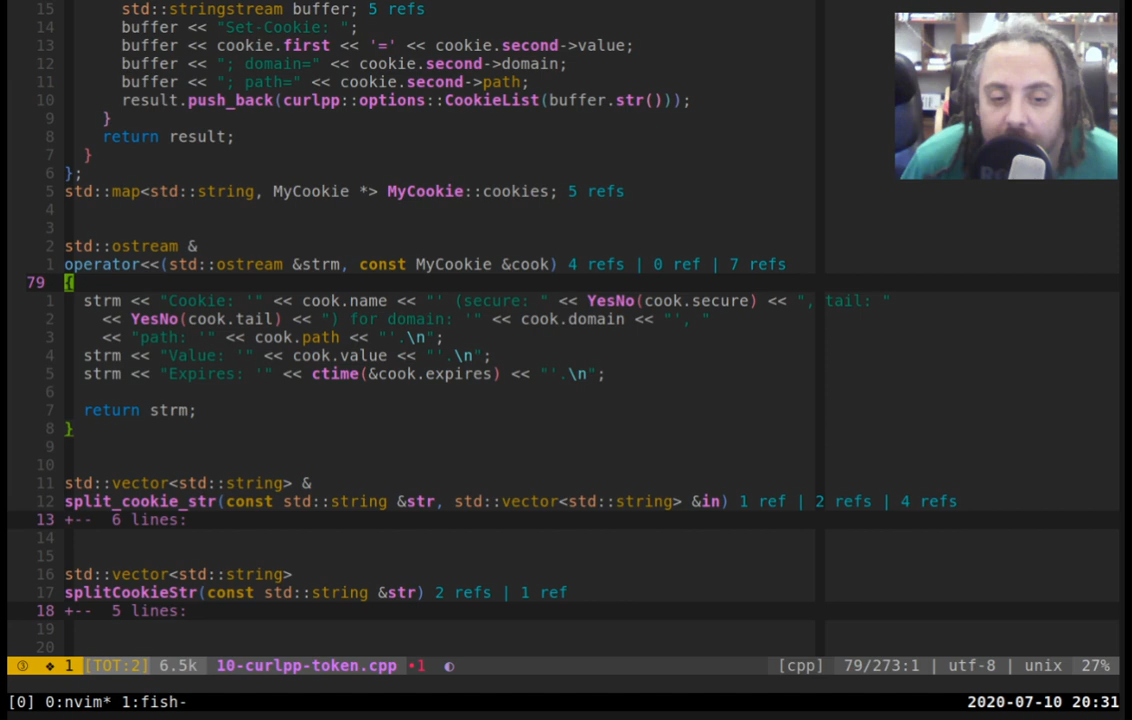 15 std::stringstream buffer; 5 refs
14 buffer << "Set-Cookie: ";
13 buffer << cookie.first << '=' << cookie.second->value;
12 buffer << "; domain=" << cookie.second->domain;
11 buffer << "; path=" << cookie.second->path;
10 result.push_back(curlpp::options::CookieList(buffer.str()));
9 }
8 return result;
7 }
6 };
5 std::map<std::string, MyCookie *> MyCookie::cookies; 5 refs
4
3
2 std::ostream &
1 operator<<(std::ostream &strm, const MyCookie &cook) 4 refs | 0 ref | 7 refs
79 {
1 strm << "Cookie: '" << cook.name << "' (secure: " << YesNo(cook.secure) << ", tail: "
2 << YesNo(cook.tail) << ") for domain: '" << cook.domain << "', "
3 << "path: '" << cook.path << "'.\n";
4 strm << "Value: '" << cook.value << "'.\n";
5 strm << "Expires: '" << ctime(&cook.expires) << "'.\n";
6
7 return strm;
8 }
9
10
11 std::vector<std::string> &
12 split_cookie_str(const std::string &str, std::vector<std::string> &in) 1 ref | 2 refs | 4 refs
13 +-- 6 lines:
14
15
16 std::vector<std::string>
17 splitCookieStr(const std::string &str) 2 refs | 1 ref
18 +-- 5 lines:
19
20
③ ❖ 1 [TOT:2] 6.5k 10-curlpp-token.cpp •1 ◐ [cpp] 79/273:1 | utf-8 | unix 27%
[0] 0:nvim* 1:fish- 2020-07-10 20:31